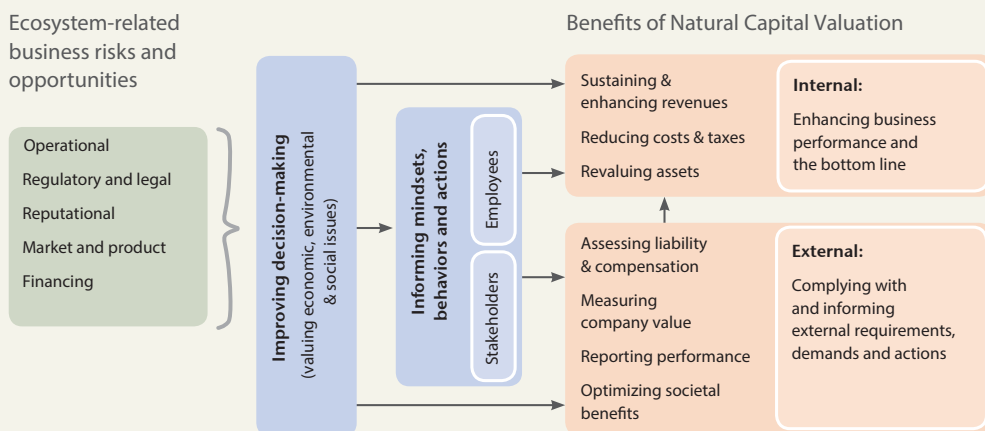 Ecosystem-related
business risks and
opportunities
Operational
Regulatory and legal
Reputational
Market and product
Financing
Improving decision-making
(valuing economic, environmental
& social issues)
Informing mindsets,
behaviors and actions
Employees
Stakeholders
Benefits of Natural Capital Valuation
Sustaining &
enhancing revenues
Reducing costs & taxes
Revaluing assets
Internal:
Enhancing business
performance and
the bottom line
Assessing liability
& compensation
Measuring
company value
Reporting performance
Optimizing societal
benefits
External:
Complying with
and informing
external requirements,
demands and actions